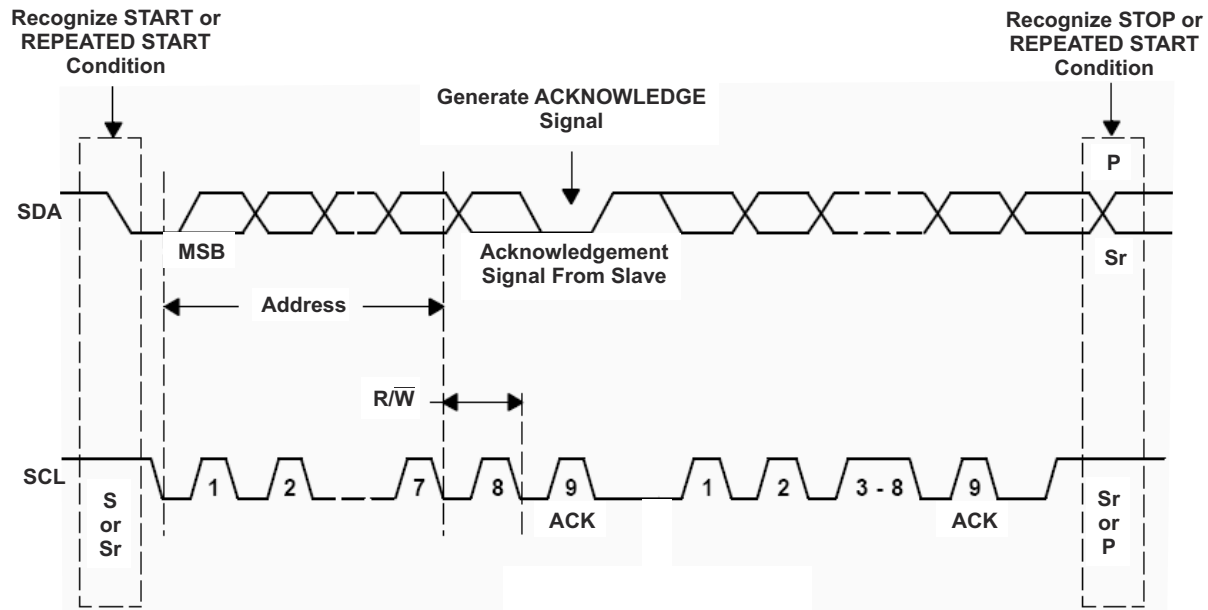 Recognize START or
REPEATED START
Condition
Recognize STOP or
REPEATED START
Condition
Generate ACKNOWLEDGE
Signal
P
SDA
MSB
Acknowledgement
Signal From Slave
Sr
Address
R/W̅
SCL
1
2
7
8
9
1
2
3 - 8
9
ACK
ACK
S
or
Sr
Sr
or
P